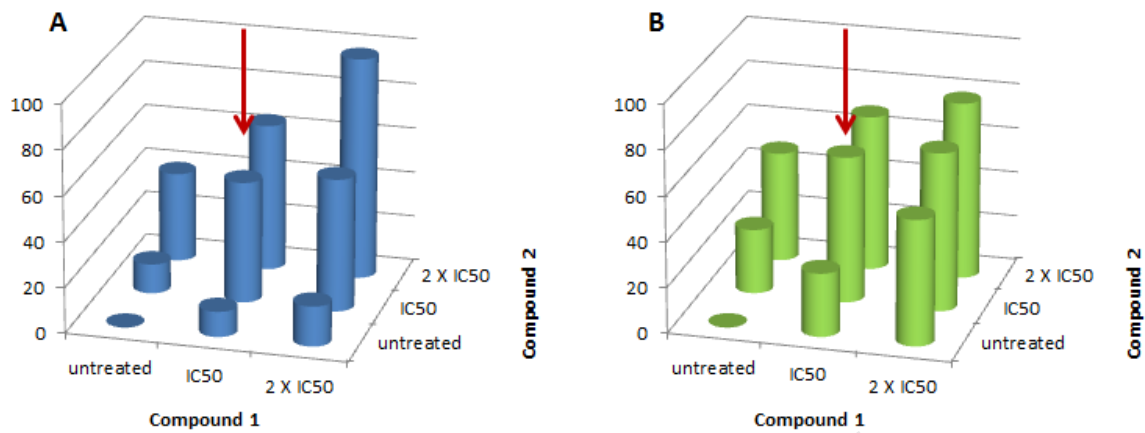 A
100
80
60
40
20
0
untreated
IC50
2 X IC50
Compound 1
untreated
IC50
2 X IC50
Compound 2
B
100
80
60
40
20
0
untreated
IC50
2 X IC50
Compound 1
untreated
IC50
2 X IC50
Compound 2